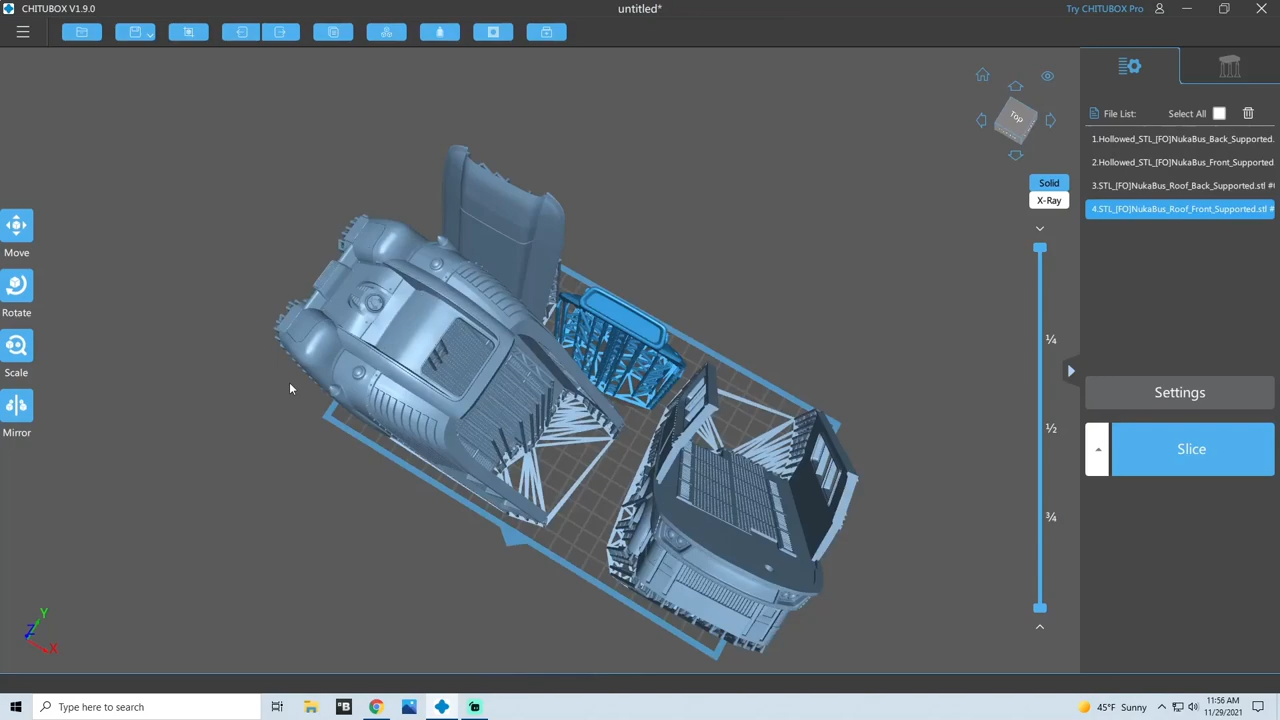 CHITUBOX V1.9.0
untitled*
Try CHITUBOX Pro
Top
File List:
Select All
1.Hollowed_STL_[FO]NukaBus_Back_Supported.
2.Hollowed_STL_[FO]NukaBus_Front_Supported
3.STL_[FO]NukaBus_Roof_Back_Supported.stl #
4.STL_[FO]NukaBus_Roof_Front_Supported.stl #
Solid
X-Ray
Move
Rotate
Scale
Mirror
¼
½
¾
Settings
Slice
Y
Z
X
Type here to search
B
45°F Sunny
11:56 AM
11/29/2021